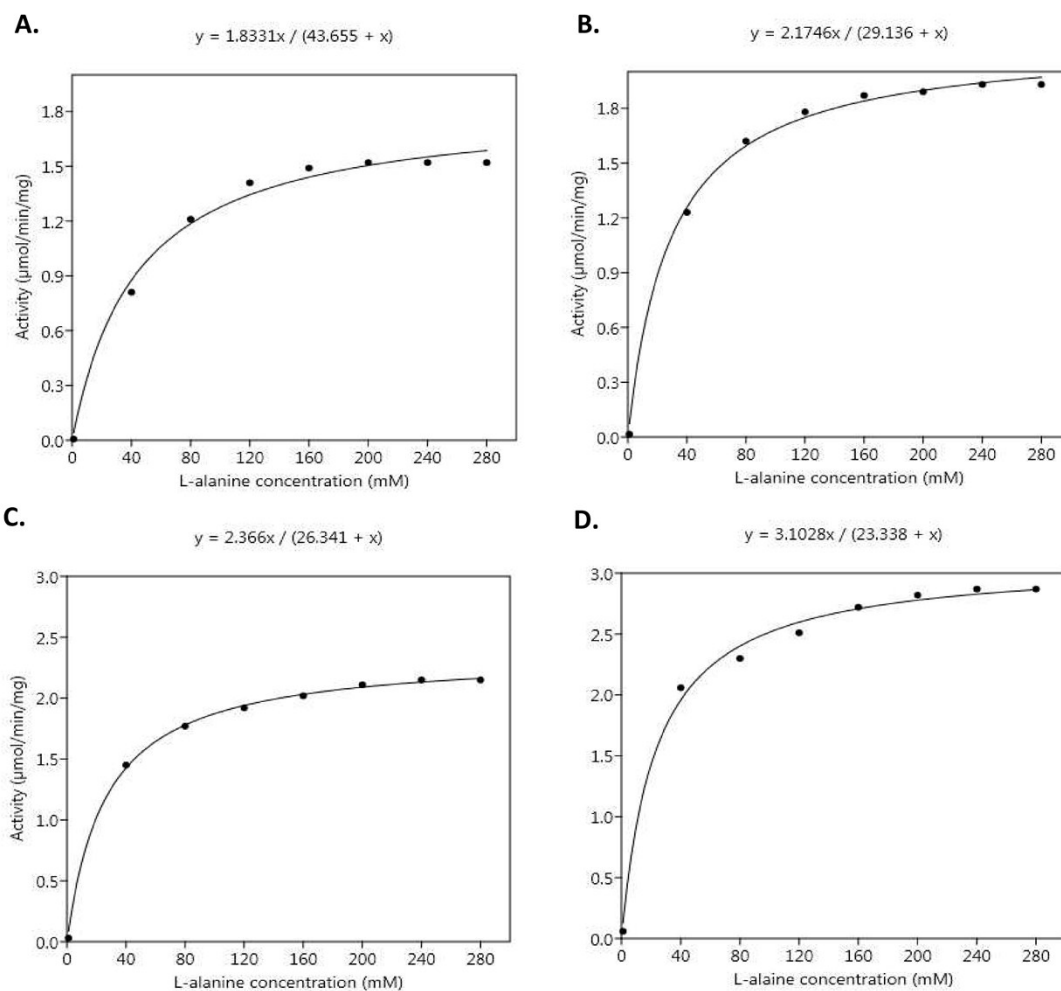 A.
y = 1.8331x / (43.655 + x)
Activity (µmol/min/mg)
1.8
1.5
1.2
0.9
0.6
0.3
0.0
0 40 80 120 160 200 240 280
L-alanine concentration (mM)
B.
y = 2.1746x / (29.136 + x)
Activity (µmol/min/mg)
1.8
1.5
1.2
0.9
0.6
0.3
0.0
0 40 80 120 160 200 240 280
L-alanine concentration (mM)
C.
y = 2.366x / (26.341 + x)
Activity (µmol/min/mg)
3.0
2.5
2.0
1.5
1.0
0.5
0.0
0 40 80 120 160 200 240 280
L-alanine concentration (mM)
D.
y = 3.1028x / (23.338 + x)
3.0
2.5
2.0
1.5
1.0
0.5
0.0
0 40 80 120 160 200 240 280
L-alaine concentration (mM)